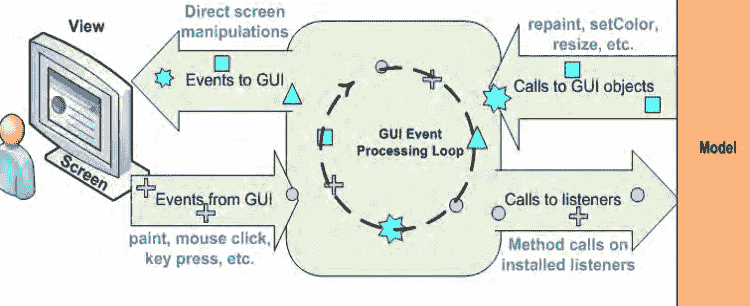 View
Direct screen
manipulations
Events to GUI
repaint, setColor,
resize, etc.
Calls to GUI objects
GUI Event
Processing Loop
Model
Screen
Events from GUI
paint, mouse click,
key press, etc.
Calls to listeners
Method calls on
installed listeners